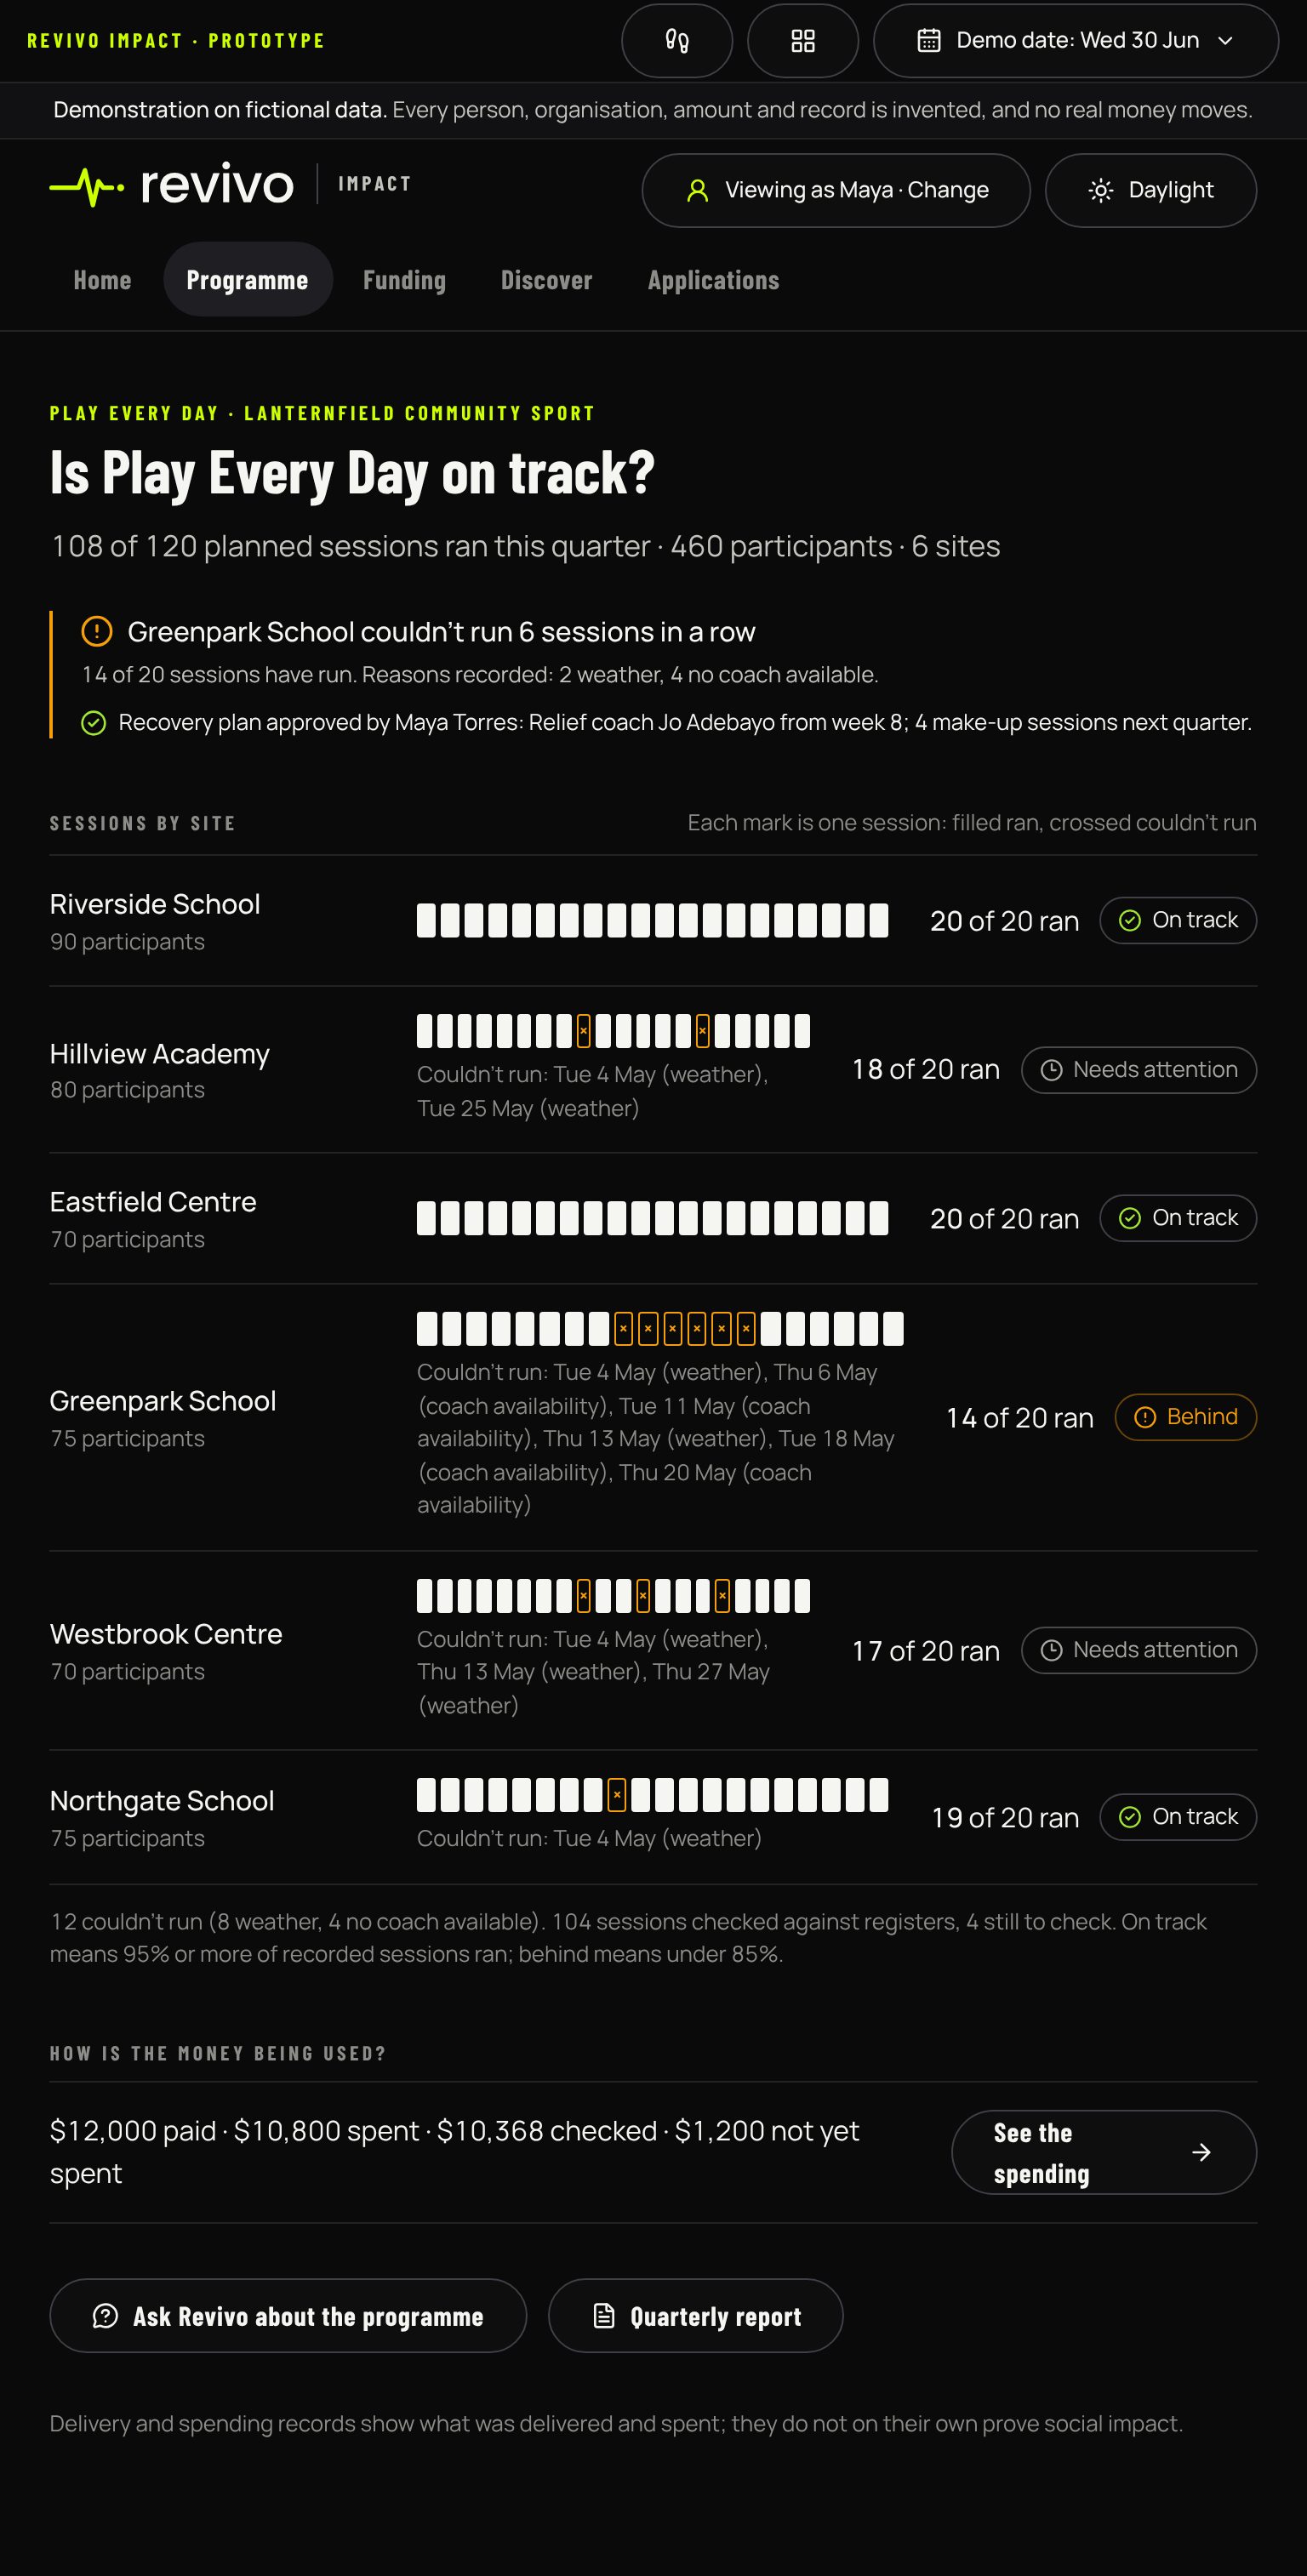 REVIVO IMPACT · PROTOTYPE
Demo date: Wed 30 Jun
Demonstration on fictional data. Every person, organisation, amount and record is invented, and no real money moves.
revivo
IMPACT
Viewing as Maya · Change
Daylight
Home
Programme
Funding
Discover
Applications
PLAY EVERY DAY · LANTERNFIELD COMMUNITY SPORT
Is Play Every Day on track?
108 of 120 planned sessions ran this quarter · 460 participants · 6 sites
Greenpark School couldn't run 6 sessions in a row
14 of 20 sessions have run. Reasons recorded: 2 weather, 4 no coach available.
Recovery plan approved by Maya Torres: Relief coach Jo Adebayo from week 8; 4 make-up sessions next quarter.
SESSIONS BY SITE
Each mark is one session: filled ran, crossed couldn't run
Riverside School
90 participants
20 of 20 ran
On track
Hillview Academy
80 participants
Couldn't run: Tue 4 May (weather),
Tue 25 May (weather)
18 of 20 ran
Needs attention
Eastfield Centre
70 participants
20 of 20 ran
On track
Greenpark School
75 participants
Couldn't run: Tue 4 May (weather), Thu 6 May
(coach availability), Tue 11 May (coach
availability), Thu 13 May (weather), Tue 18 May
(coach availability), Thu 20 May (coach
availability)
14 of 20 ran
Behind
Westbrook Centre
70 participants
Couldn't run: Tue 4 May (weather),
Thu 13 May (weather), Thu 27 May
(weather)
17 of 20 ran
Needs attention
Northgate School
75 participants
Couldn't run: Tue 4 May (weather)
19 of 20 ran
On track
12 couldn't run (8 weather, 4 no coach available). 104 sessions checked against registers, 4 still to check. On track
means 95% or more of recorded sessions ran; behind means under 85%.
HOW IS THE MONEY BEING USED?
$12,000 paid · $10,800 spent · $10,368 checked · $1,200 not yet
spent
See the
spending
Ask Revivo about the programme
Quarterly report
Delivery and spending records show what was delivered and spent; they do not on their own prove social impact.